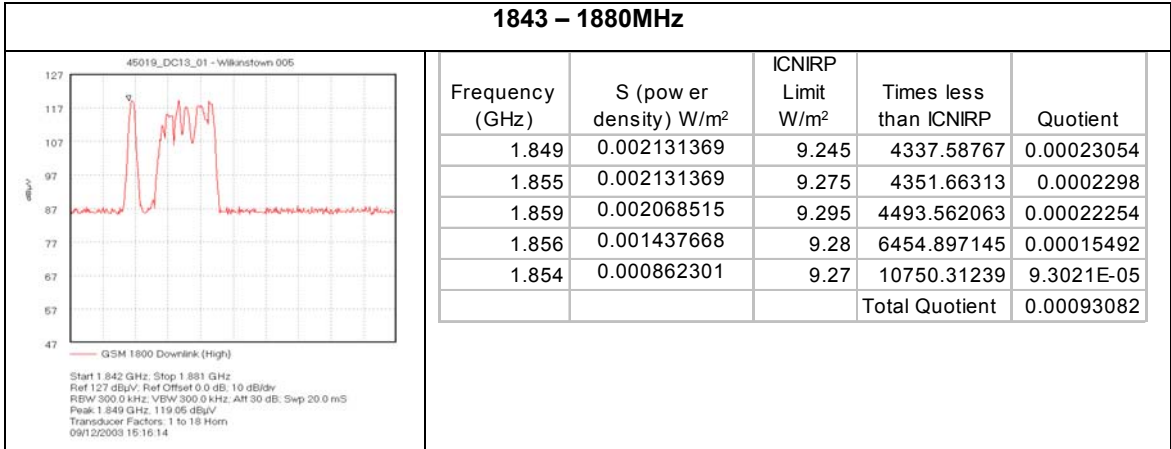 1843 – 1880MHz
45019_DC13_01 - Wilkinstown 005
127
117
107
97
87
77
67
57
47
dBµV
GSM 1800 Downlink (High)
Start 1.842 GHz; Stop 1.881 GHz
Ref 127 dBµV; Ref Offset 0.0 dB; 10 dB/div
RBW 300.0 kHz; VBW 300.0 kHz; Att 30 dB; Swp 20.0 mS
Peak 1.849 GHz, 119.05 dBµV
Transducer Factors: 1 to 18 Horn
09/12/2003 15:16:14
Frequency (GHz) S (pow er density) W/m² ICNIRP Limit W/m² Times less than ICNIRP Quotient
1.849 0.002131369 9.245 4337.58767 0.00023054
1.855 0.002131369 9.275 4351.66313 0.0002298
1.859 0.002068515 9.295 4493.562063 0.00022254
1.856 0.001437668 9.28 6454.897145 0.00015492
1.854 0.000862301 9.27 10750.31239 9.3021E-05
Total Quotient 0.00093082